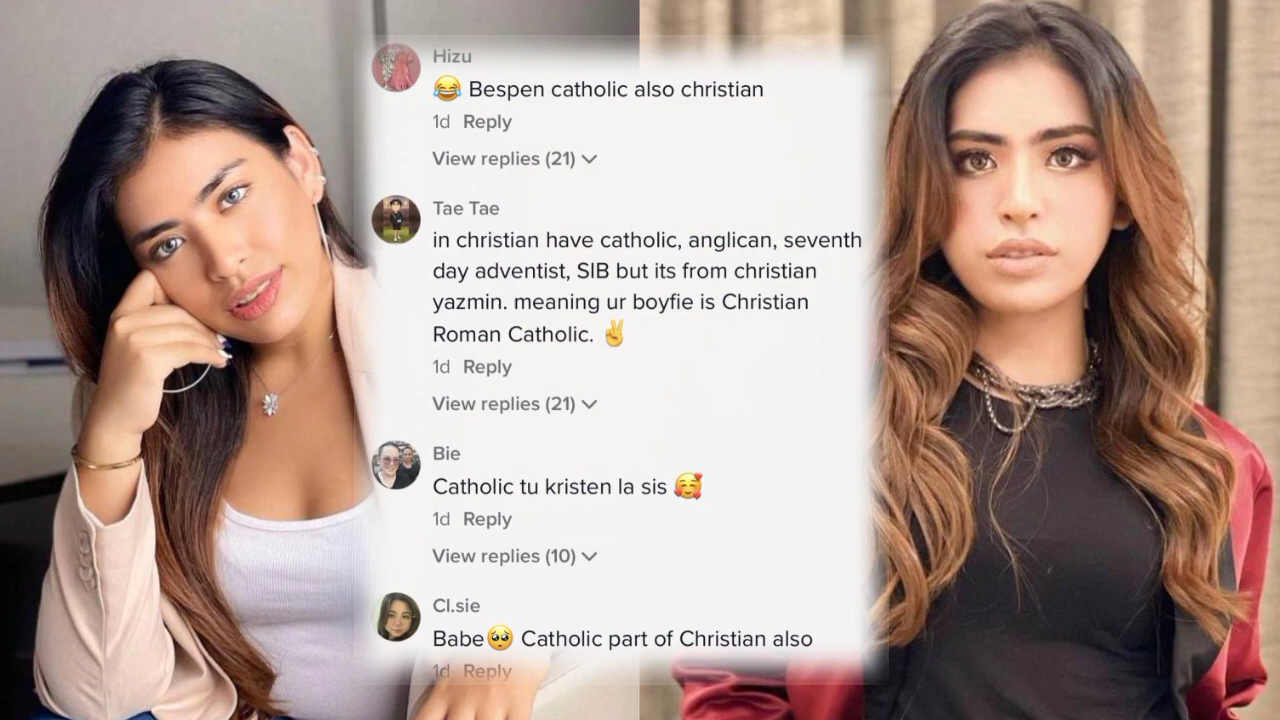 Hizu
😂 Bespen catholic also christian
1d Reply
View replies (21)
Tae Tae
in christian have catholic, anglican, seventh
day adventist, SIB but its from christian
yazmin. meaning ur boyfie is Christian
Roman Catholic. ✌️
1d Reply
View replies (21)
Bie
Catholic tu kristen la sis 🥰
1d Reply
View replies (10)
Cl.sie
Babe🥺 Catholic part of Christian also
1d Reply